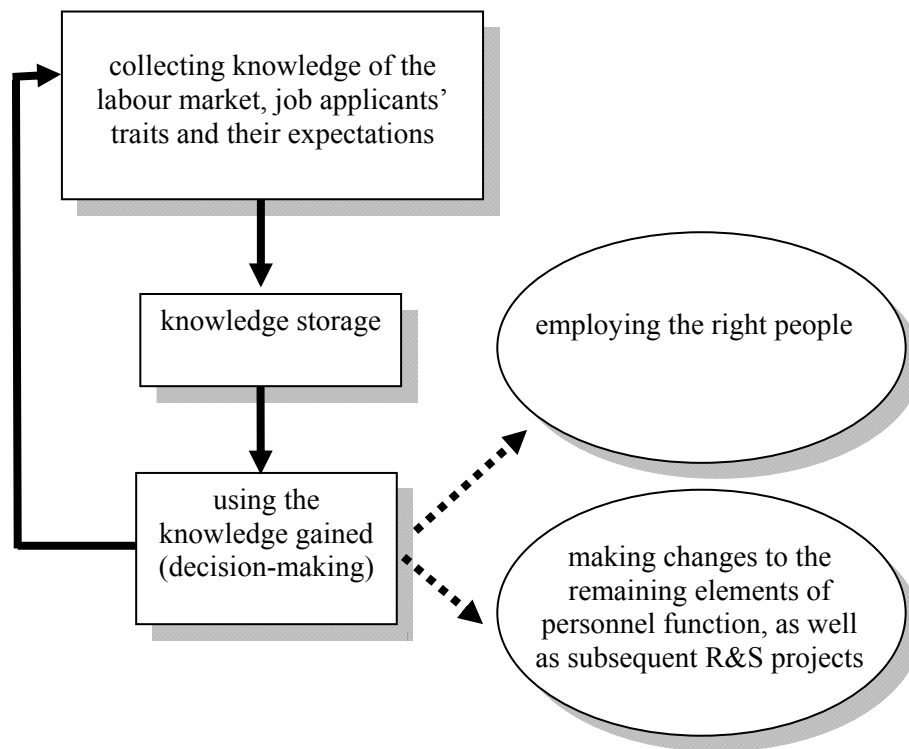 collecting knowledge of the
labour market, job applicants’
traits and their expectations
knowledge storage
employing the right people
using the
knowledge gained
(decision-making)
making changes to the
remaining elements of
personnel function, as well
as subsequent R&S projects